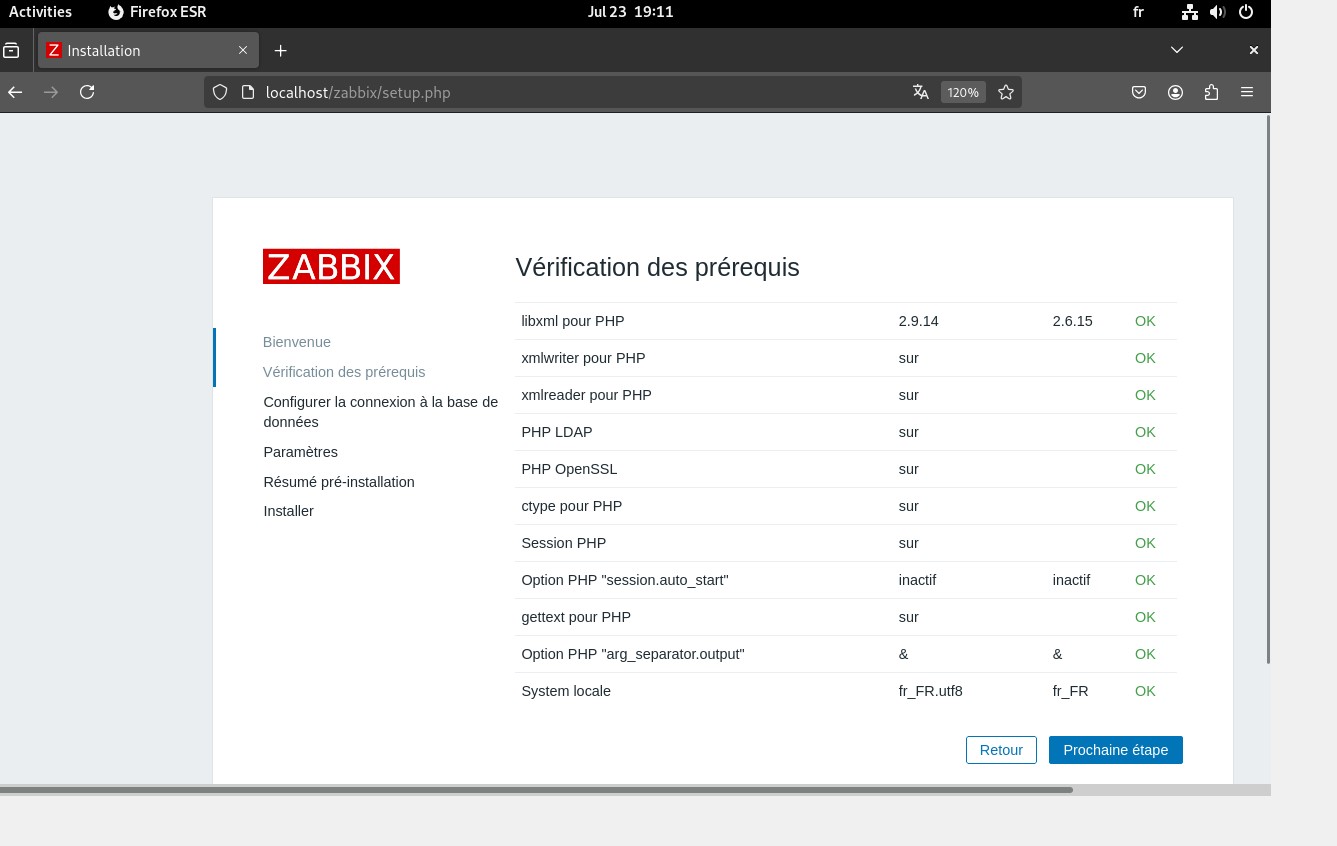 Activities Firefox ESR Jul 23 19:11 fr
Z Installation
localhost/zabbix/setup.php 120%
ZABBIX
Bienvenue
Vérification des prérequis
Configurer la connexion à la base de
données
Paramètres
Résumé pré-installation
Installer
Vérification des prérequis
libxml pour PHP 2.9.14 2.6.15 OK
xmlwriter pour PHP sur OK
xmlreader pour PHP sur OK
PHP LDAP sur OK
PHP OpenSSL sur OK
ctype pour PHP sur OK
Session PHP sur OK
Option PHP "session.auto_start" inactif inactif OK
gettext pour PHP sur OK
Option PHP "arg_separator.output" & & OK
System locale fr_FR.utf8 fr_FR OK
Retour Prochaine étape